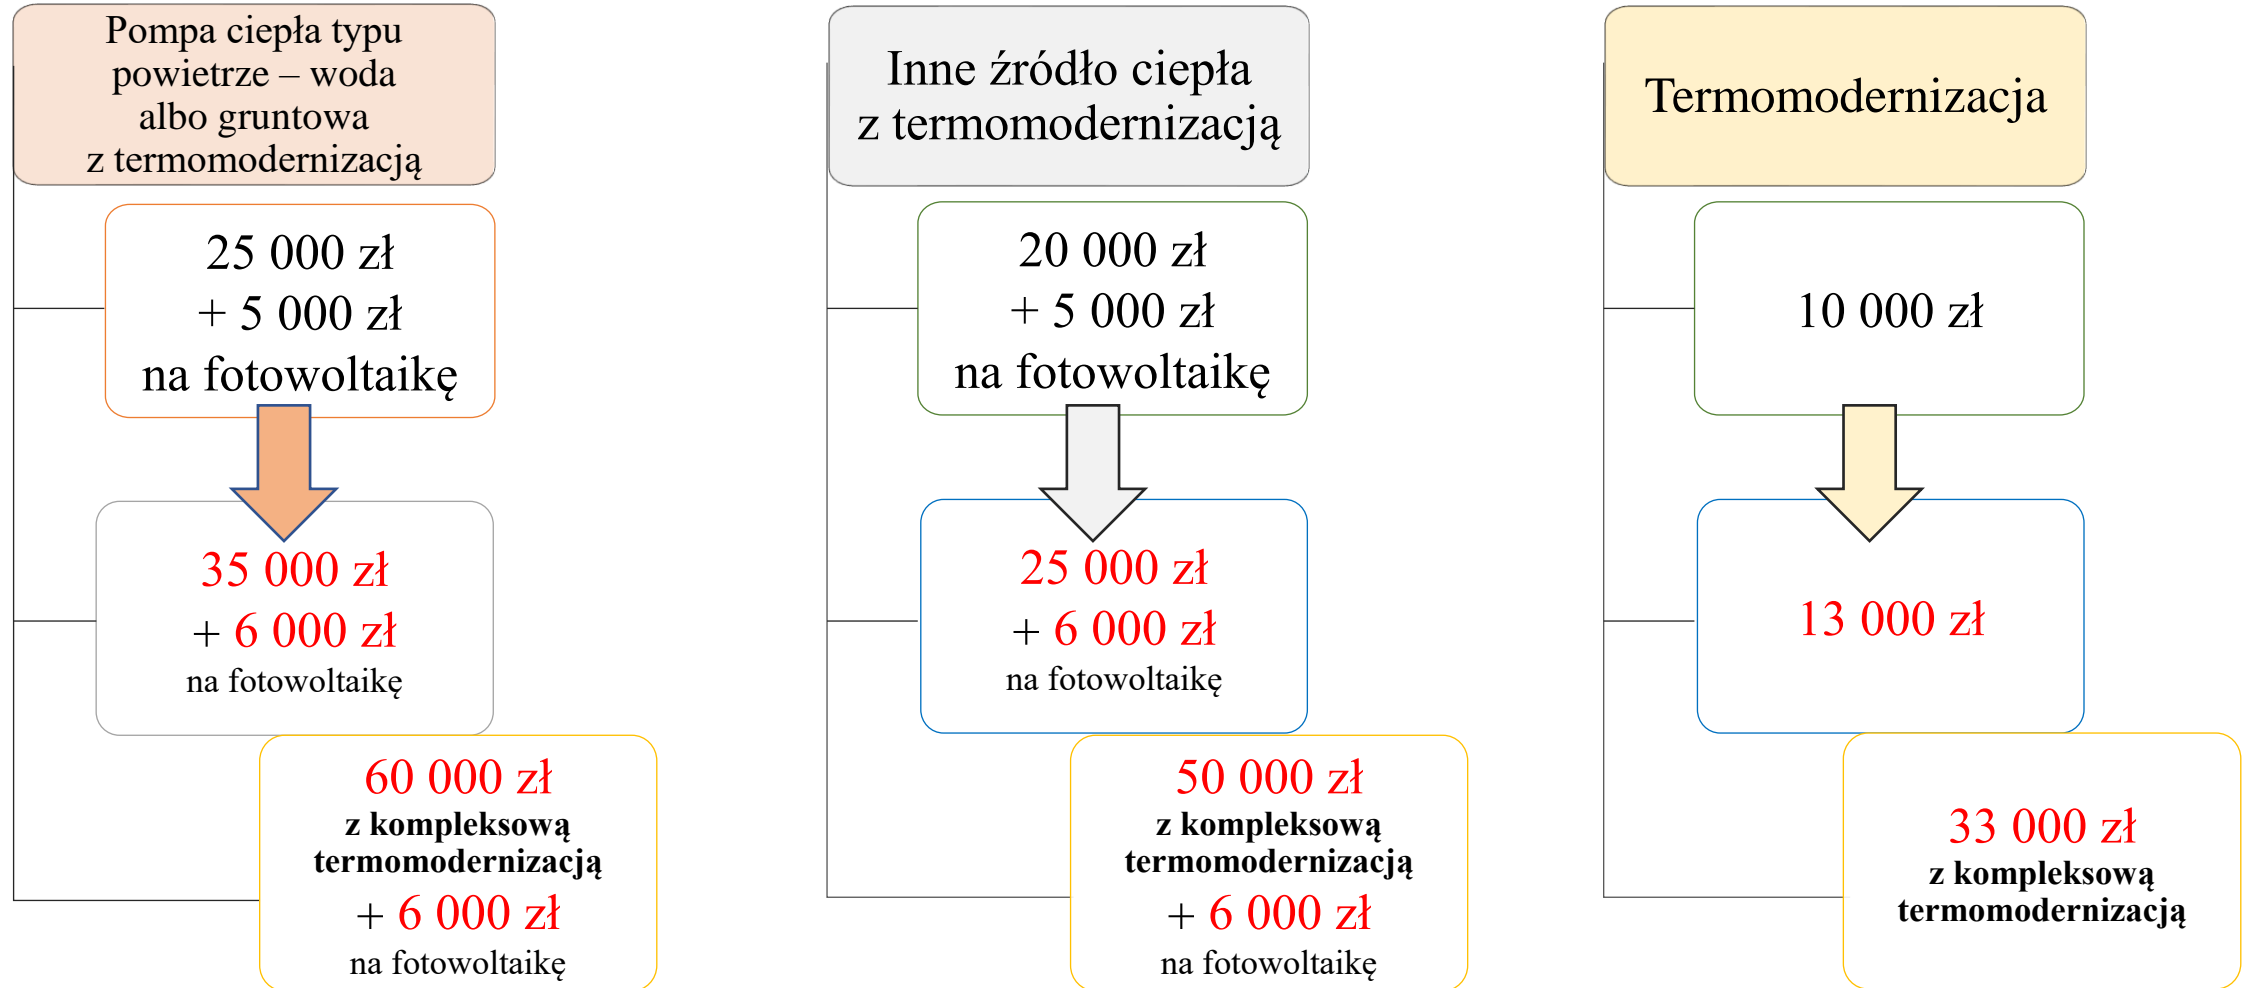 Pompa ciepła typu
powietrze – woda
albo gruntowa
z termomodernizacją
25 000 zł
+ 5 000 zł
na fotowoltaikę
35 000 zł
+ 6 000 zł
na fotowoltaikę
60 000 zł
z kompleksową
termomodernizacją
+ 6 000 zł
na fotowoltaikę
Inne źródło ciepła
z termomodernizacją
20 000 zł
+ 5 000 zł
na fotowoltaikę
25 000 zł
+ 6 000 zł
na fotowoltaikę
50 000 zł
z kompleksową
termomodernizacją
+ 6 000 zł
na fotowoltaikę
Termomodernizacja
10 000 zł
13 000 zł
33 000 zł
z kompleksową
termomodernizacją